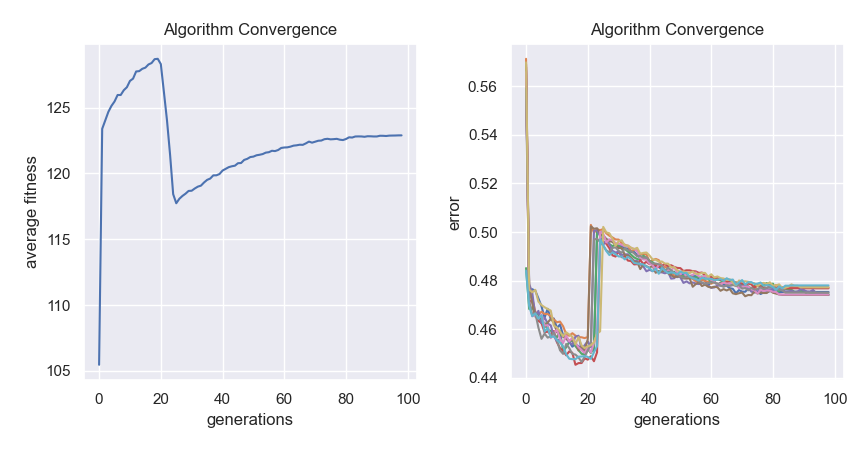 Algorithm Convergence
average fitness
125
120
115
110
105
0 20 40 60 80 100
generations
Algorithm Convergence
error
0.56
0.54
0.52
0.50
0.48
0.46
0.44
0 20 40 60 80 100
generations